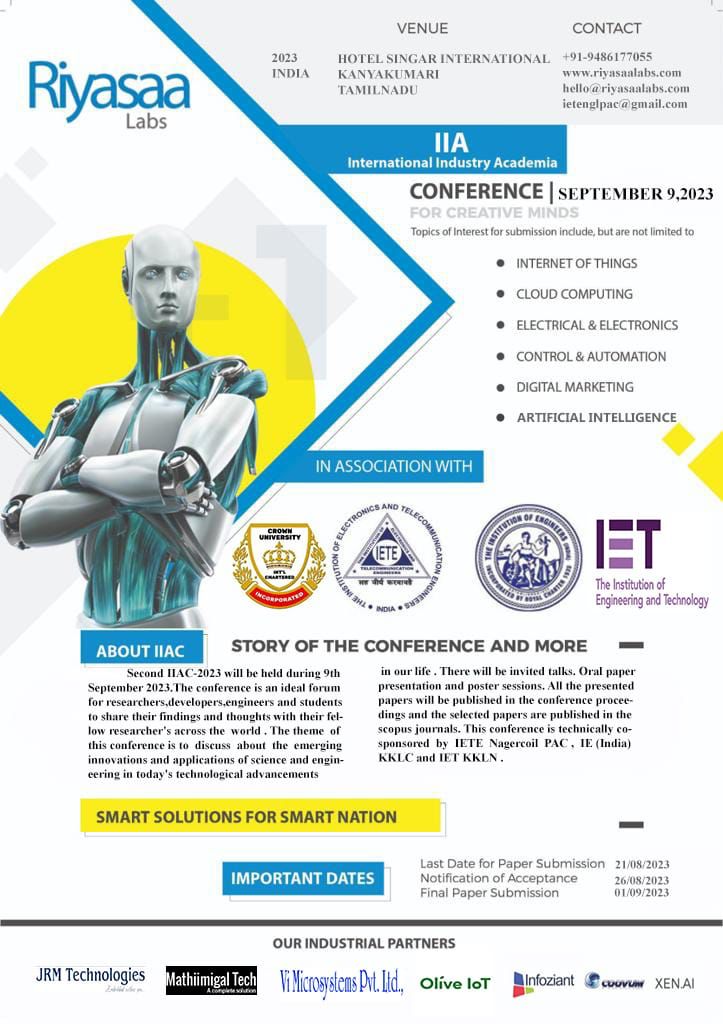 Riyasaa
Labs
VENUE
CONTACT
2023
INDIA
HOTEL SINGAR INTERNATIONAL
KANYAKUMARI
TAMILNADU
+91-9486177055
www.riyasaalabs.com
hello@riyasaalabs.com
ietenglpac@gmail.com
IIA
International Industry Academia
CONFERENCE | SEPTEMBER 9,2023
FOR CREATIVE MINDS
Topics of Interest for submission include, but are not limited to
● INTERNET OF THINGS
● CLOUD COMPUTING
● ELECTRICAL & ELECTRONICS
● CONTROL & AUTOMATION
● DIGITAL MARKETING
● ARTIFICIAL INTELLIGENCE
IN ASSOCIATION WITH
CROWN
UNIVERSITY
INT'L
CHARTERED
INCORPORATED
THE INSTITUTION OF ELECTRONICS AND TELECOMMUNICATION ENGINEERS
IETE
TELECOMMUNICATION
ENGINEERS
INDIA
THE INSTITUTION OF ENGINEERS
INCORPORATED BY ROYAL CHARTER
IET
The Institution of
Engineering and Technology
ABOUT IIAC
STORY OF THE CONFERENCE AND MORE
Second IIAC-2023 will be held during 9th
September 2023.The conference is an ideal forum
for researchers,developers,engineers and students
to share their findings and thoughts with their fel-
low researcher's across the world . The theme of
this conference is to discuss about the emerging
innovations and applications of science and engin-
eering in today's technological advancements
in our life . There will be invited talks. Oral paper
presentation and poster sessions. All the presented
papers will be published in the conference procee-
dings and the selected papers are published in the
scopus journals. This conference is technically co-
sponsored by IETE Nagercoil PAC , IE (India)
KKLC and IET KKLN .
SMART SOLUTIONS FOR SMART NATION
IMPORTANT DATES
Last Date for Paper Submission 21/08/2023
Notification of Acceptance 26/08/2023
Final Paper Submission 01/09/2023
OUR INDUSTRIAL PARTNERS
JRM Technologies
Mathiimigal Tech
A complete solution
Vi Microsystems Pvt. Ltd.,
Olive IoT
Infoziant
COOVUM
XEN.AI